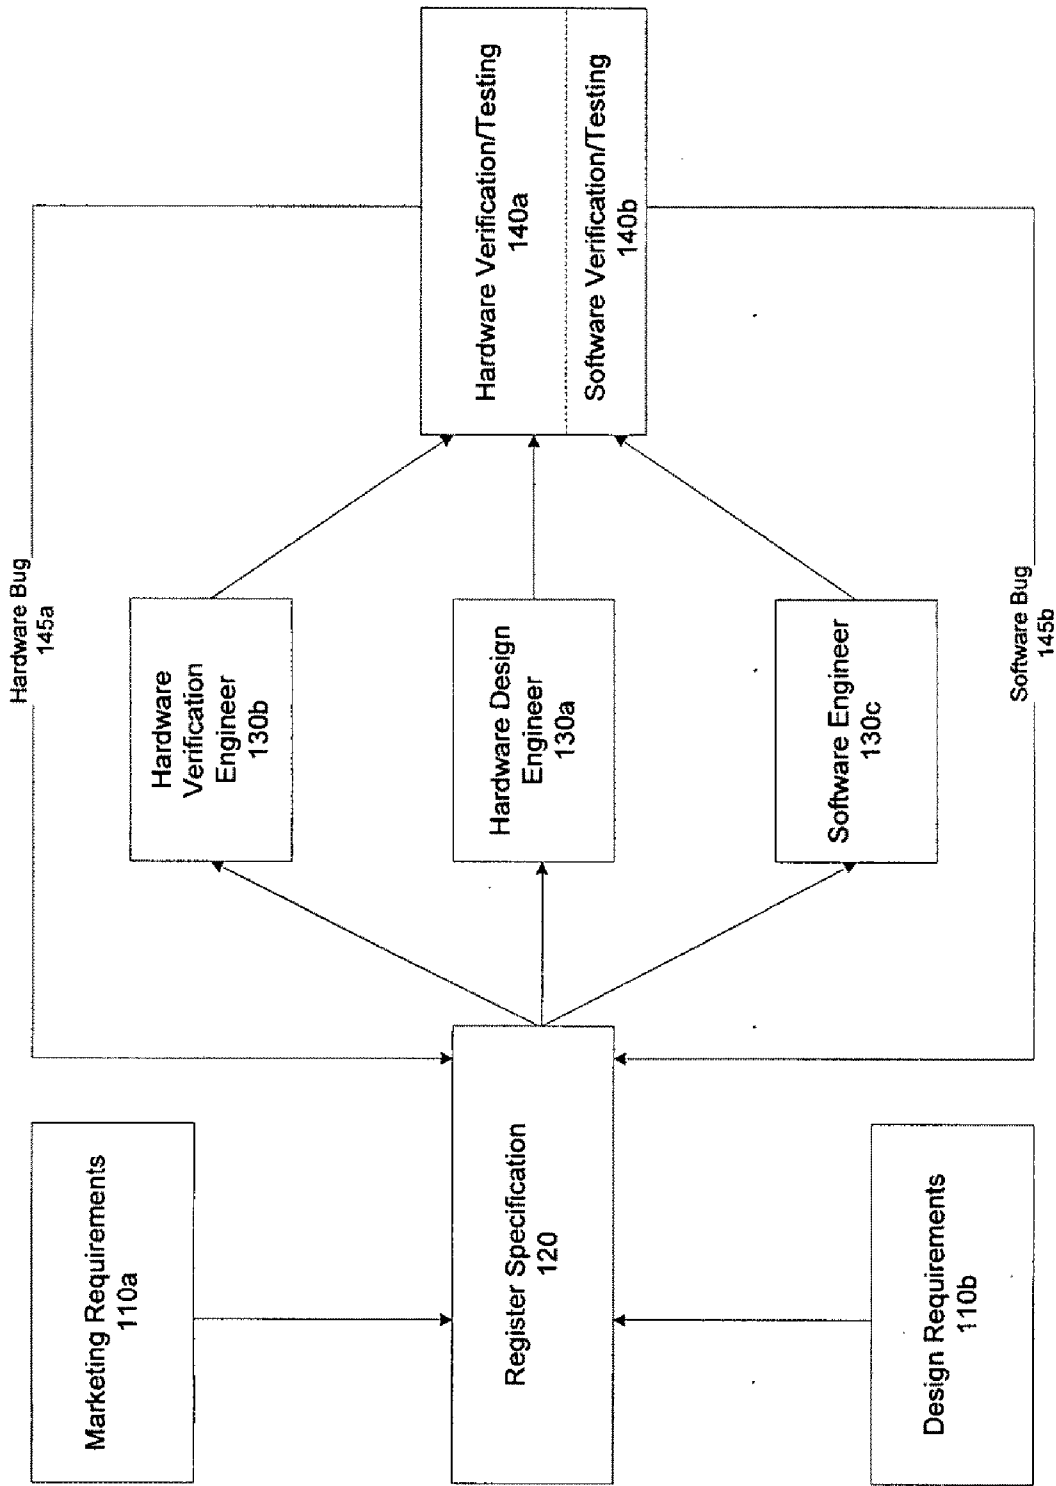 Marketing Requirements
110a
Register Specification
120
Design Requirements
110b
Hardware Bug
145a
Hardware
Verification
Engineer
130b
Hardware Design
Engineer
130a
Software Engineer
130c
Software Bug
145b
Hardware Verification/Testing
140a
Software Verification/Testing
140b